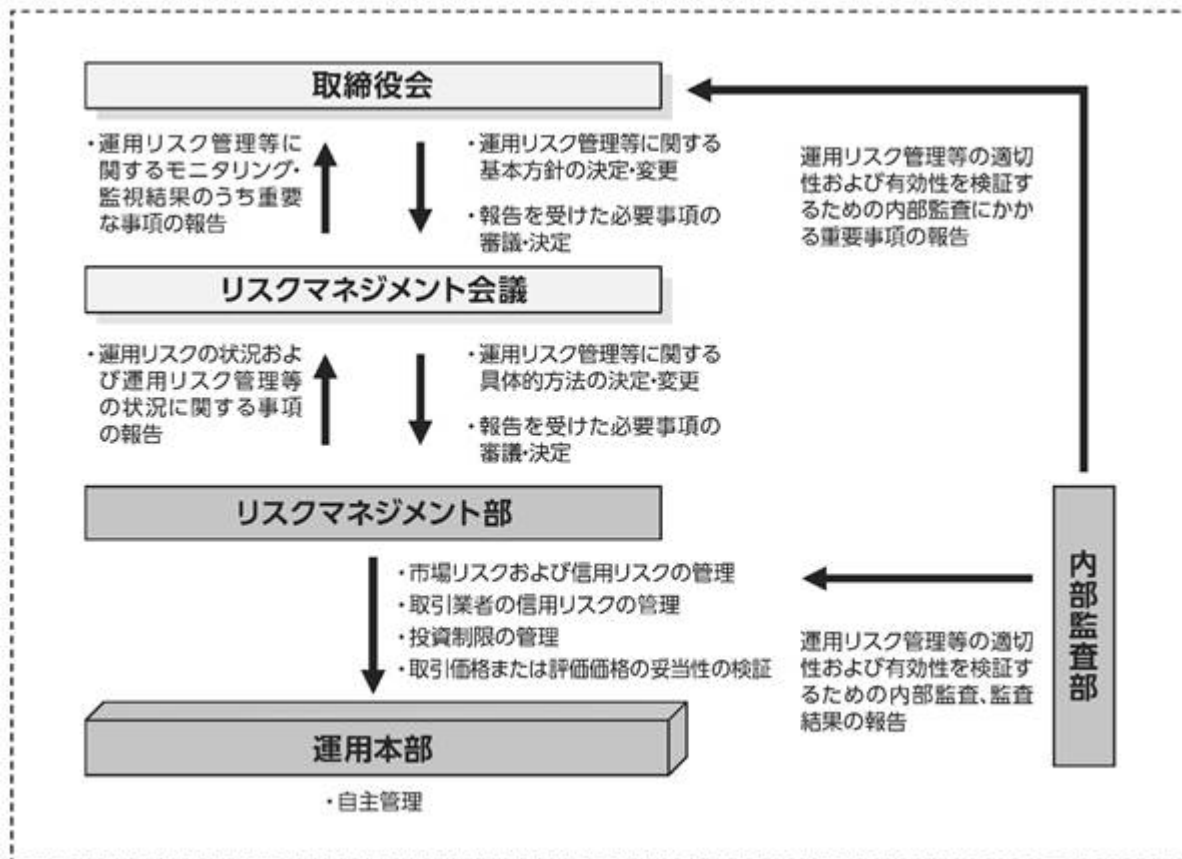 取締役会
・運用リスク管理等に
関するモニタリング・
監視結果のうち重要
な事項の報告
・運用リスク管理等に関する
基本方針の決定・変更
・報告を受けた必要事項の
審議・決定
運用リスク管理等の適切
性および有効性を検証す
るための内部監査にかか
る重要事項の報告
リスクマネジメント会議
・運用リスクの状況およ
び運用リスク管理等
の状況に関する事項
の報告
・運用リスク管理等に関する
具体的方法の決定・変更
・報告を受けた必要事項の
審議・決定
リスクマネジメント部
・市場リスクおよび信用リスクの管理
・取引業者の信用リスクの管理
・投資制限の管理
・取引価格または評価価格の妥当性の検証
運用リスク管理等の適切
性および有効性を検証す
るための内部監査、監査
結果の報告
内部監査部
運用本部
・自主管理